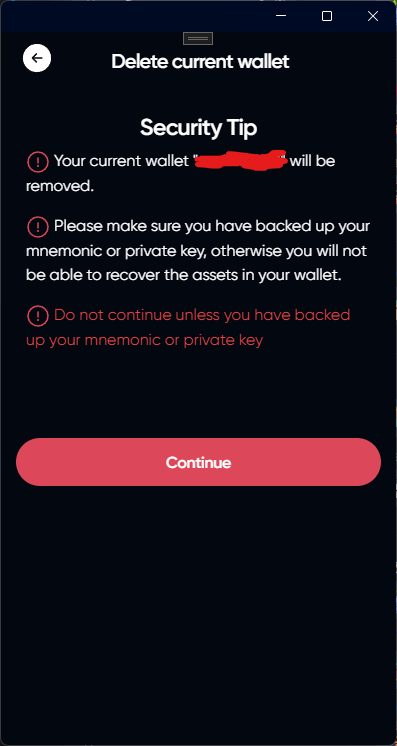 Delete current wallet
Security Tip
Your current wallet "" will be
removed.
Please make sure you have backed up your
mnemonic or private key, otherwise you will not
be able to recover the assets in your wallet.
Do not continue unless you have backed
up your mnemonic or private key
Continue